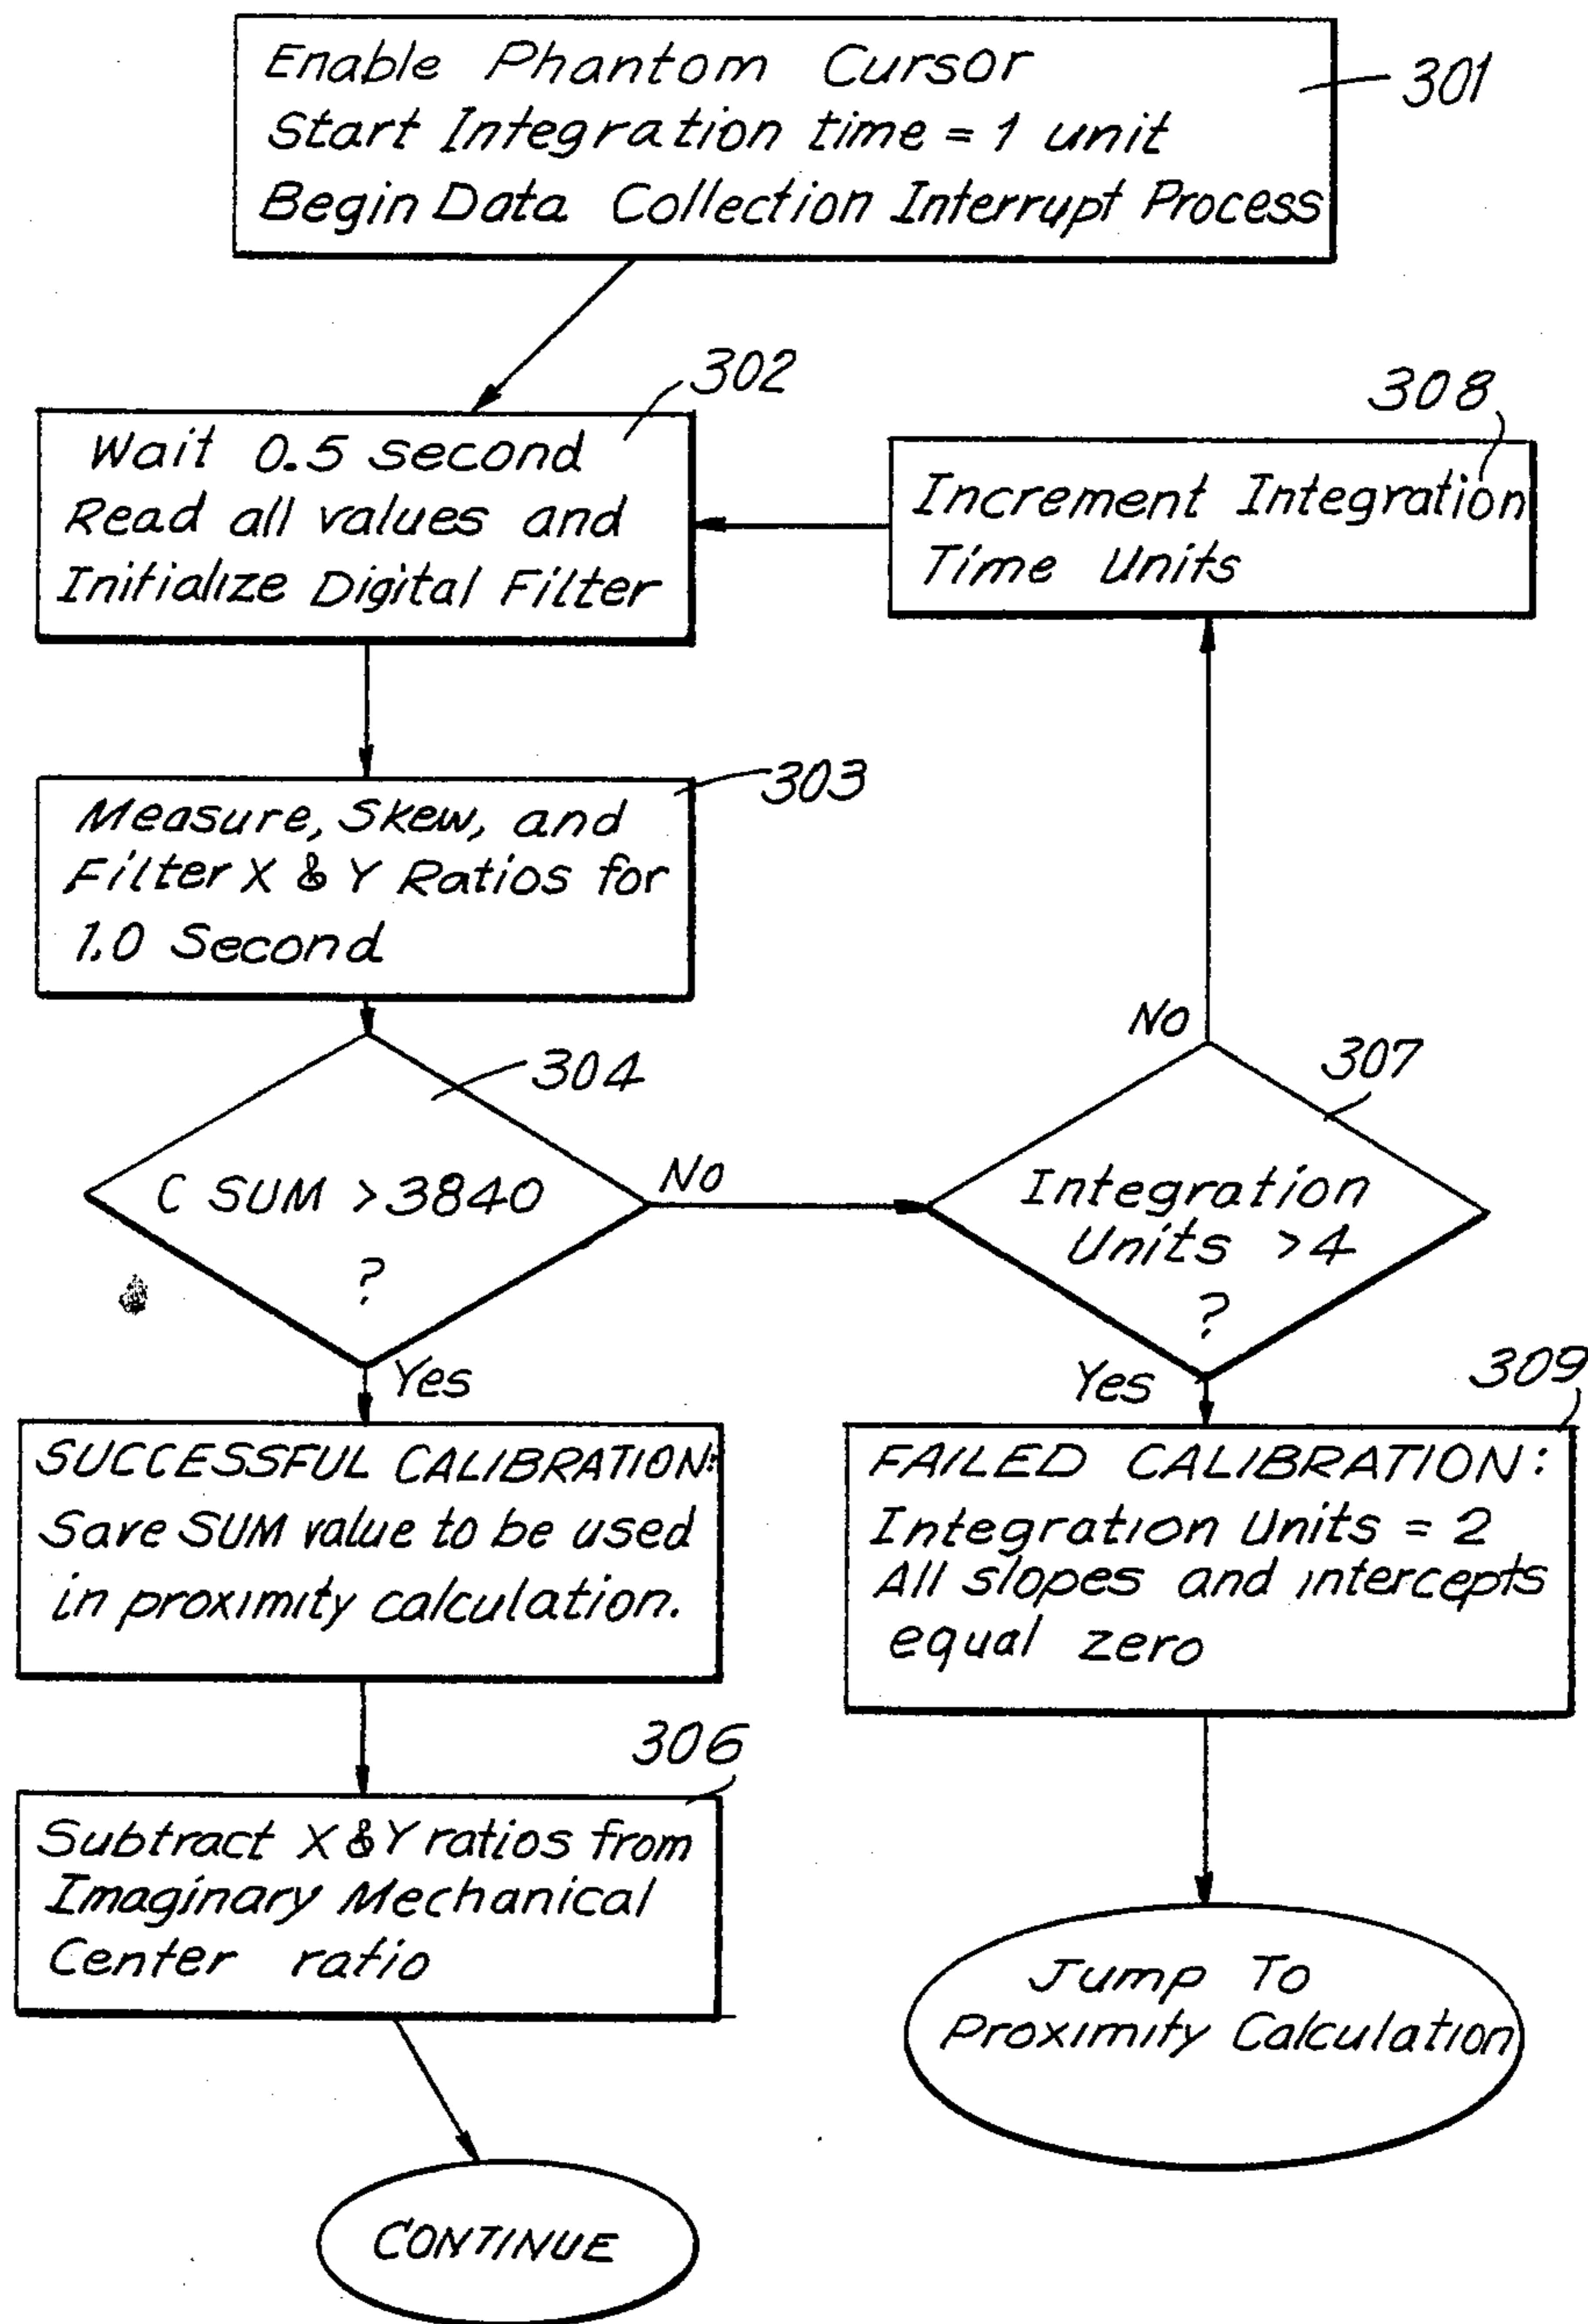 Enable Phantom Cursor
Start Integration time = 1 unit
Begin Data Collection Interrupt Process
301
302
Wait 0.5 second
Read all values and
Initialize Digital Filter
308
Increment Integration
Time Units
303
Measure, Skew, and
Filter X & Y Ratios for
1.0 Second
304
C SUM >3840
?
No
Yes
307
No
Integration
Units >4
?
Yes
309
SUCCESSFUL CALIBRATION:
Save SUM value to be used
in proximity calculation.
FAILED CALIBRATION:
Integration Units = 2
All slopes and intercepts
equal zero
306
Subtract X & Y ratios from
Imaginary Mechanical
Center ratio
Jump To
Proximity Calculation
CONTINUE